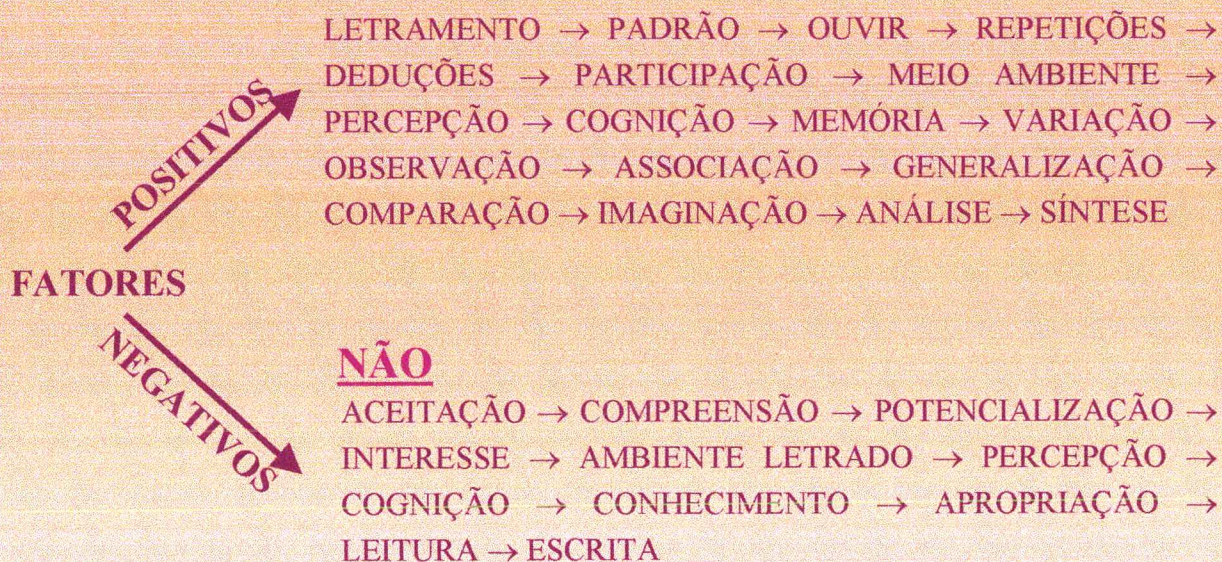 LETRAMENTO → PADRÃO → OUVIR → REPETIÇÕES →
DEDUÇÕES → PARTICIPAÇÃO → MEIO AMBIENTE →
PERCEPÇÃO → COGNIÇÃO → MEMÓRIA → VARIAÇÃO →
OBSERVAÇÃO → ASSOCIAÇÃO → GENERALIZAÇÃO →
COMPARAÇÃO → IMAGINAÇÃO → ANÁLISE → SÍNTESE
POSITIVOS
FATORES
NEGATIVOS
NÃO
ACEITAÇÃO → COMPREENSÃO → POTENCIALIZAÇÃO →
INTERESSE → AMBIENTE LETRADO → PERCEPÇÃO →
COGNIÇÃO → CONHECIMENTO → APROPRIAÇÃO →
LEITURA → ESCRITA